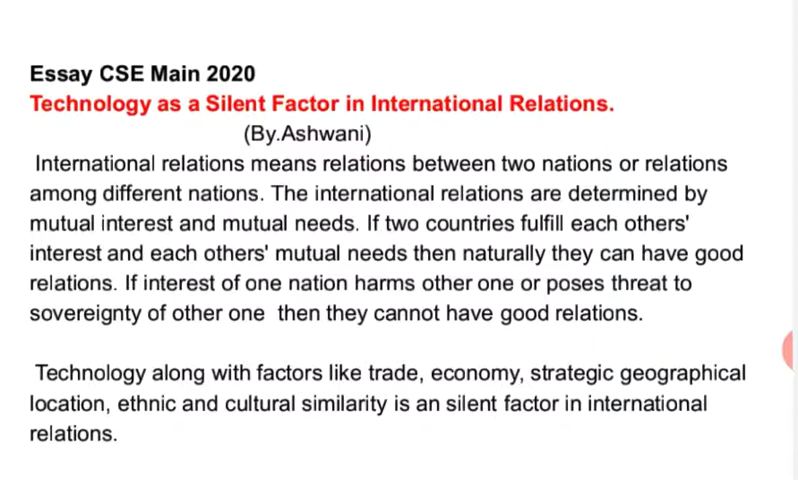 Essay CSE Main 2020
Technology as a Silent Factor in International Relations.
(By.Ashwani)
International relations means relations between two nations or relations
among different nations. The international relations are determined by
mutual interest and mutual needs. If two countries fulfill each others'
interest and each others' mutual needs then naturally they can have good
relations. If interest of one nation harms other one or poses threat to
sovereignty of other one  then they cannot have good relations.
Technology along with factors like trade, economy, strategic geographical
location, ethnic and cultural similarity is an silent factor in international
relations.